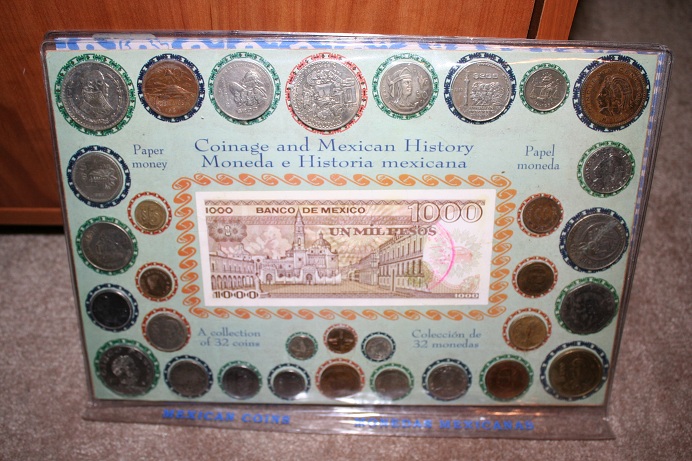 Coinage and Mexican History
Moneda e Historia mexicana
Paper
money
Papel
moneda
1000
BANCO DE MEXICO
1000
UN MIL PESOS
1000
1000
A collection
of 32 coins
Colección de
32 monedas
MEXICAN COINS
MONEDAS MEXICANAS